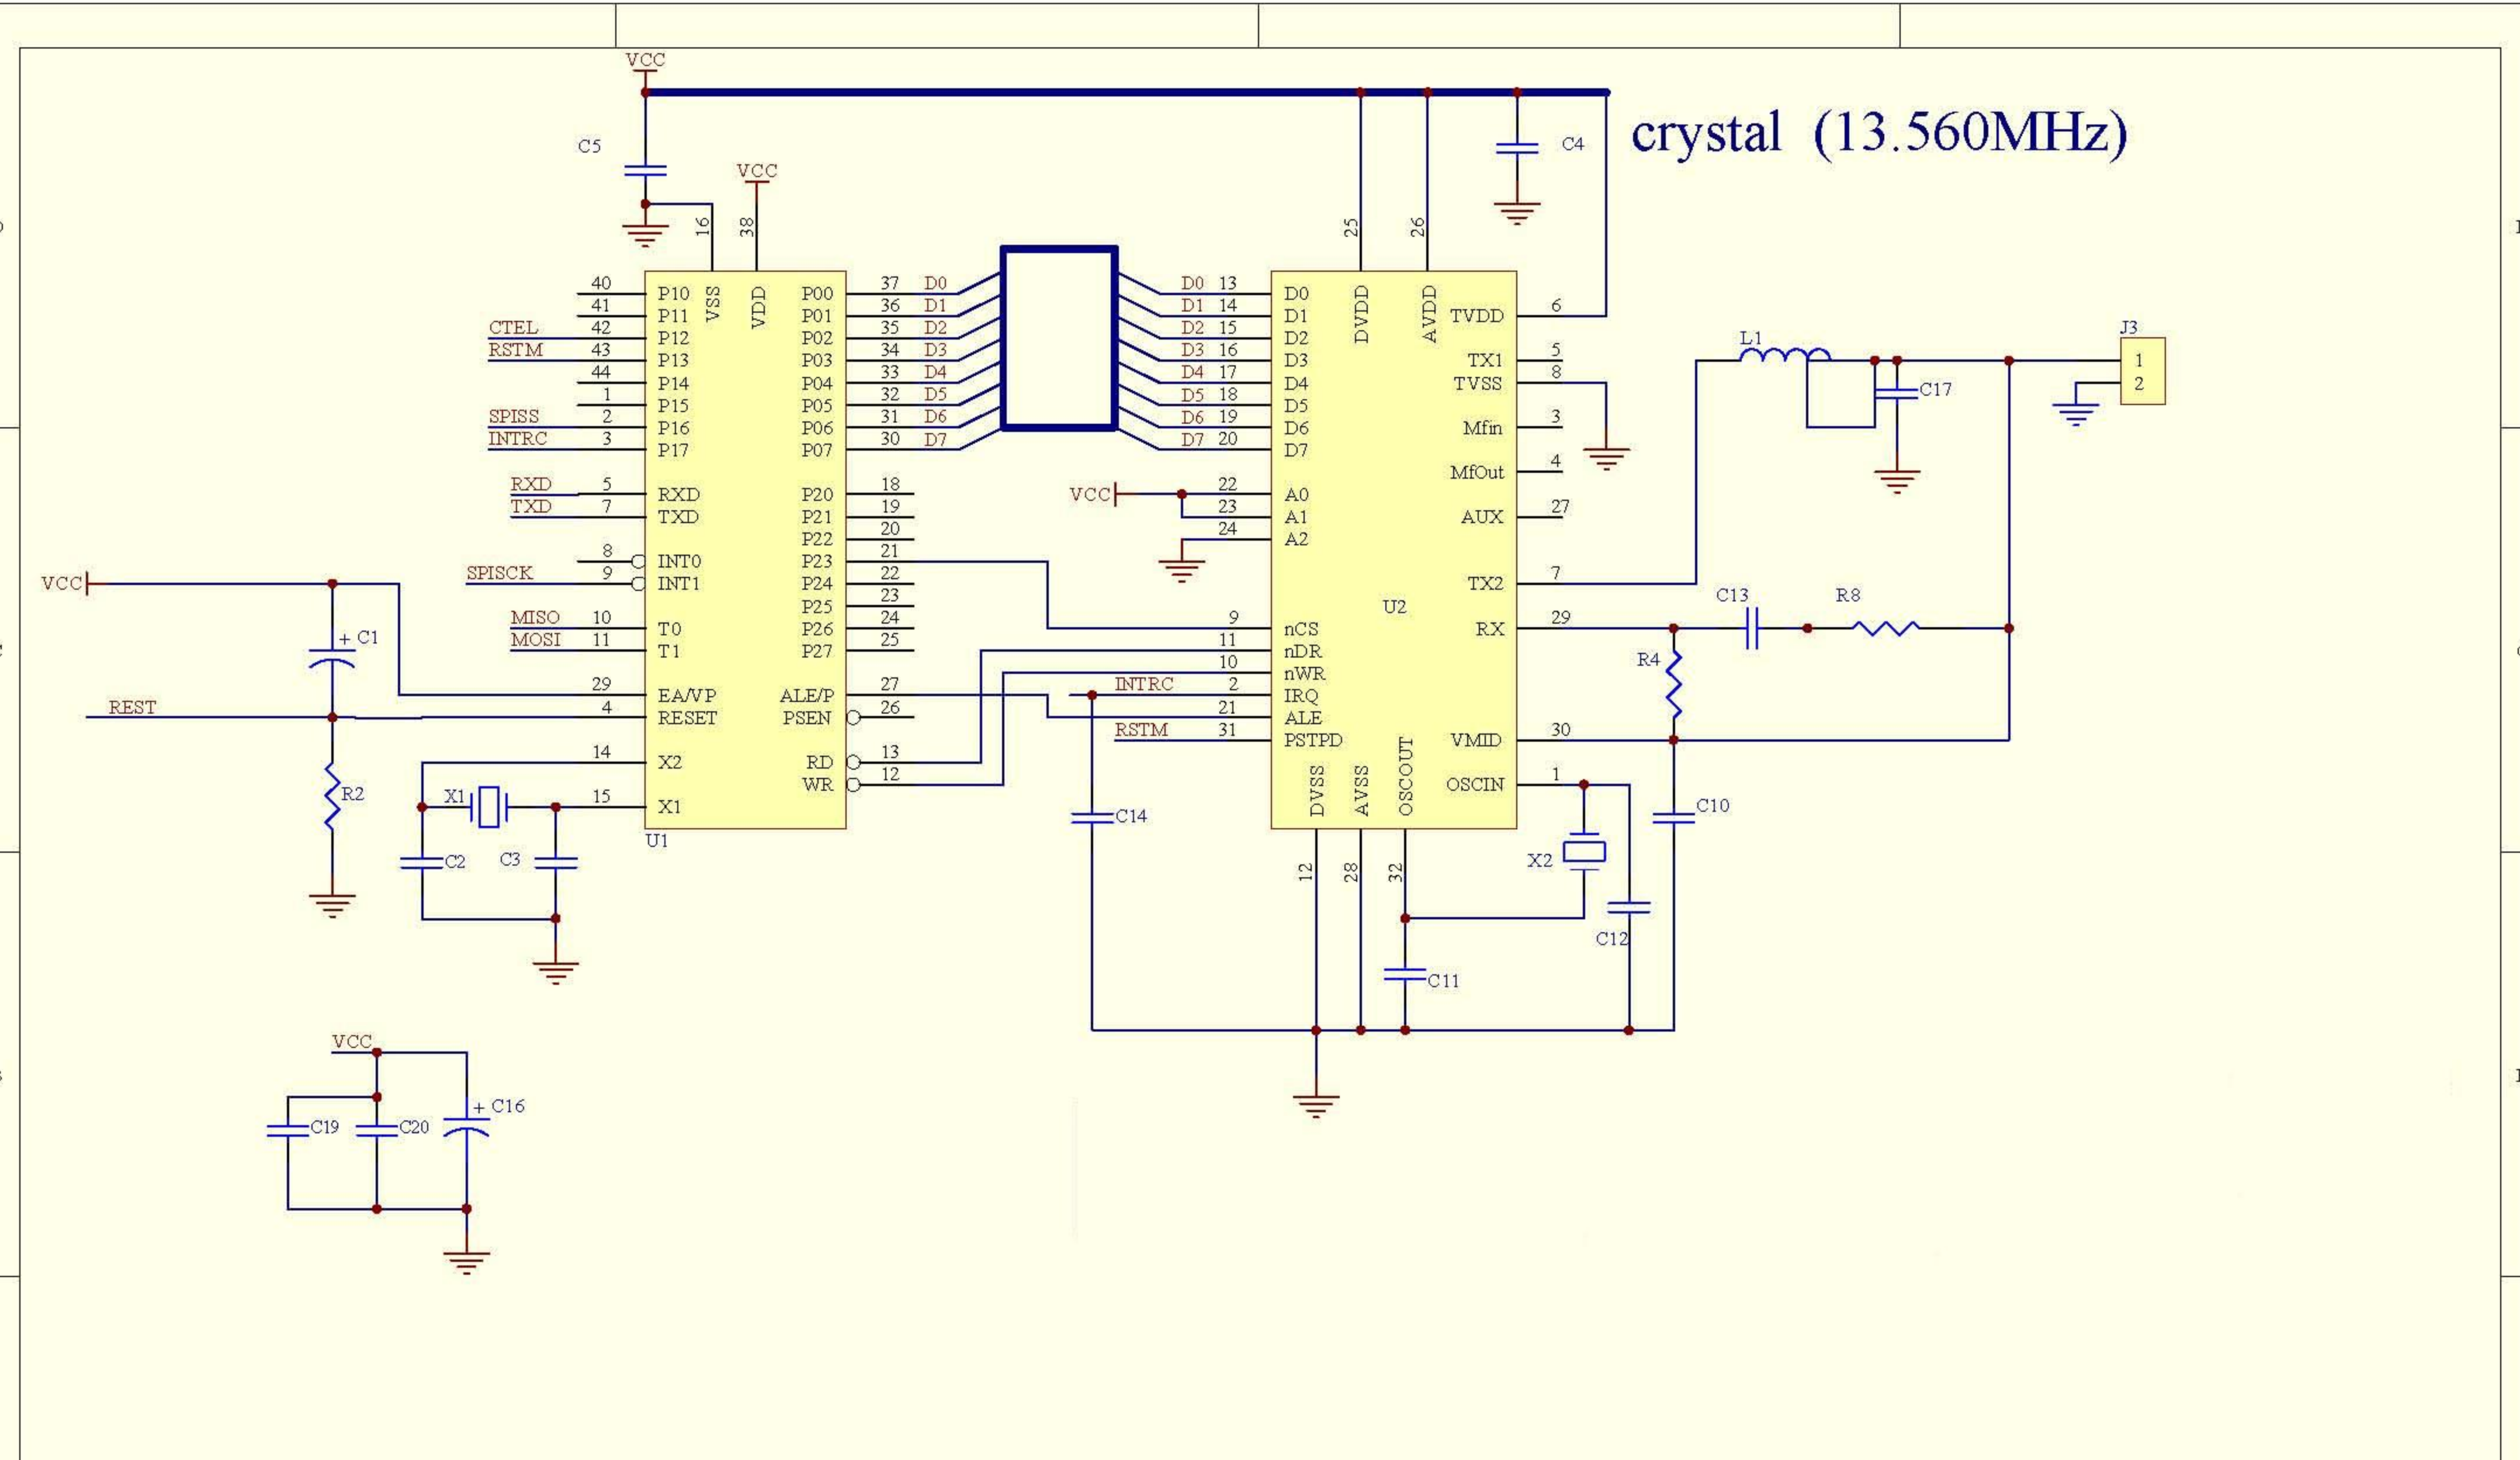 VCC
crystal (13.560MHz)
C5
C4
VCC
16
38
25
26
40 P10
41 P11
CTEL 42 P12
RSTM 43 P13
44 P14
1 P15
SPISS 2 P16
INTRC 3 P17
RXD 5 RXD
TXD 7 TXD
8 INT0
SPISCK 9 INT1
MISO 10 T0
MOSI 11 T1
29 EA/VP
REST 4 RESET
14 X2
15 X1
VSS
VDD
P00 37 D0
P01 36 D1
P02 35 D2
P03 34 D3
P04 33 D4
P05 32 D5
P06 31 D6
P07 30 D7
P20 18
P21 19
P22 20
P23 21
P24 22
P25 23
P26 24
P27 25
ALE/P 27
PSEN 26
RD 13
WR 12
U1
VCC
+ C1
R2
X1
C2
C3
D0 13 D0
D1 14 D1
D2 15 D2
D3 16 D3
D4 17 D4
D5 18 D5
D6 19 D6
D7 20 D7
VCC 22 A0
23 A1
24 A2
9 nCS
11 nDR
10 nWR
INTRC 2 IRQ
21 ALE
RSTM 31 PSTPD
DVDD
AVDD
U2
TVDD 6
TX1 5
TVSS 8
Mfin 3
MfOut 4
AUX 27
TX2 7
RX 29
VMID 30
OSCIN 1
DVSS
AVSS
OSCOUT
12
28
32
L1
C17
J3
1
2
C13
R8
R4
C10
C14
X2
C12
C11
VCC
C19
C20
+ C16